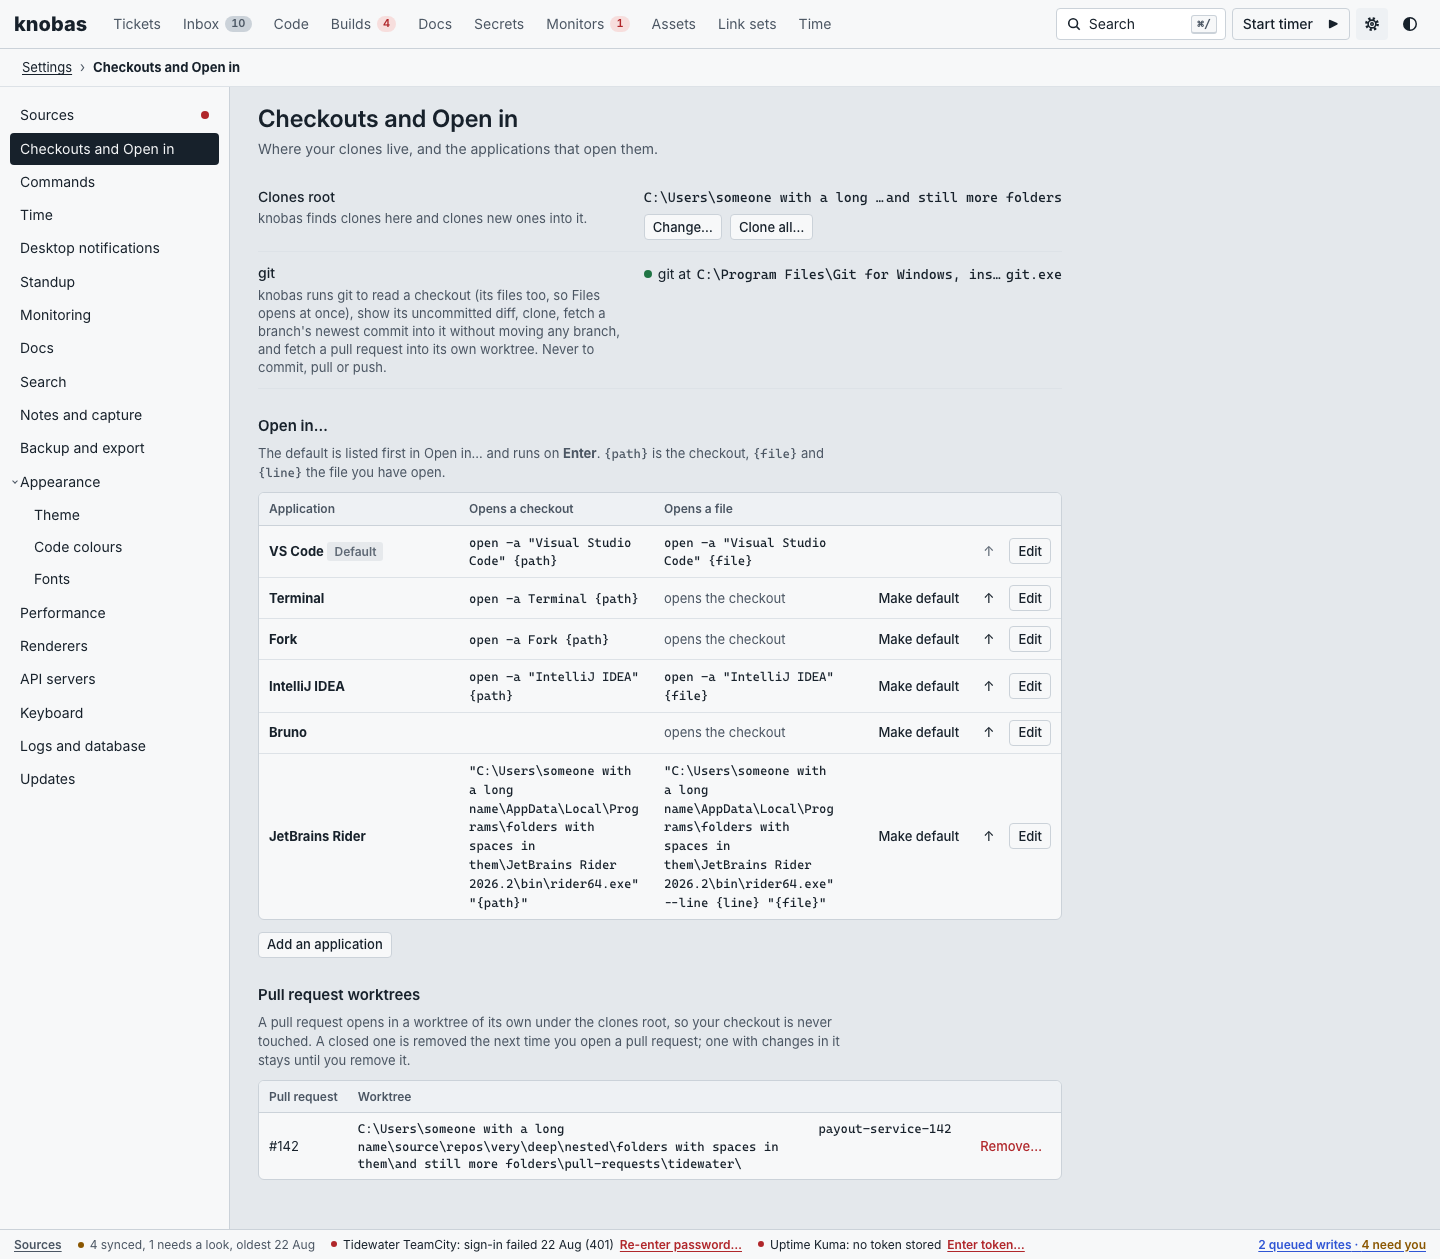 knobas Tickets Inbox 10 Code Builds 4 Docs Secrets Monitors 1 Assets Link sets Time Search ⌘/ Start timer
Settings › Checkouts and Open in
Sources
Checkouts and Open in
Commands
Time
Desktop notifications
Standup
Monitoring
Docs
Search
Notes and capture
Backup and export
Appearance
Theme
Code colours
Fonts
Performance
Renderers
API servers
Keyboard
Logs and database
Updates
Checkouts and Open in
Where your clones live, and the applications that open them.
Clones root
knobas finds clones here and clones new ones into it.
C:\Users\someone with a long …and still more folders
Change... Clone all...
git
knobas runs git to read a checkout (its files too, so Files
opens at once), show its uncommitted diff, clone, fetch a
branch's newest commit into it without moving any branch,
and fetch a pull request into its own worktree. Never to
commit, pull or push.
git at C:\Program Files\Git for Windows, ins… git.exe
Open in...
The default is listed first in Open in... and runs on Enter. {path} is the checkout, {file} and
{line} the file you have open.
Application Opens a checkout Opens a file
VS Code Default
open -a "Visual Studio
Code" {path}
open -a "Visual Studio
Code" {file}
↑ Edit
Terminal open -a Terminal {path} opens the checkout Make default ↑ Edit
Fork open -a Fork {path} opens the checkout Make default ↑ Edit
IntelliJ IDEA
open -a "IntelliJ IDEA"
{path}
open -a "IntelliJ IDEA"
{file}
Make default ↑ Edit
Bruno opens the checkout Make default ↑ Edit
JetBrains Rider
"C:\Users\someone with
a long
name\AppData\Local\Prog
rams\folders with
spaces in
them\JetBrains Rider
2026.2\bin\rider64.exe"
"{path}"
"C:\Users\someone with
a long
name\AppData\Local\Prog
rams\folders with
spaces in
them\JetBrains Rider
2026.2\bin\rider64.exe"
--line {line} "{file}"
Make default ↑ Edit
Add an application
Pull request worktrees
A pull request opens in a worktree of its own under the clones root, so your checkout is never
touched. A closed one is removed the next time you open a pull request; one with changes in it
stays until you remove it.
Pull request Worktree
#142
C:\Users\someone with a long
name\source\repos\very\deep\nested\folders with spaces in
them\and still more folders\pull-requests\tidewater\
payout-service-142
Remove...
Sources 4 synced, 1 needs a look, oldest 22 Aug Tidewater TeamCity: sign-in failed 22 Aug (401) Re-enter password... Uptime Kuma: no token stored Enter token... 2 queued writes · 4 need you